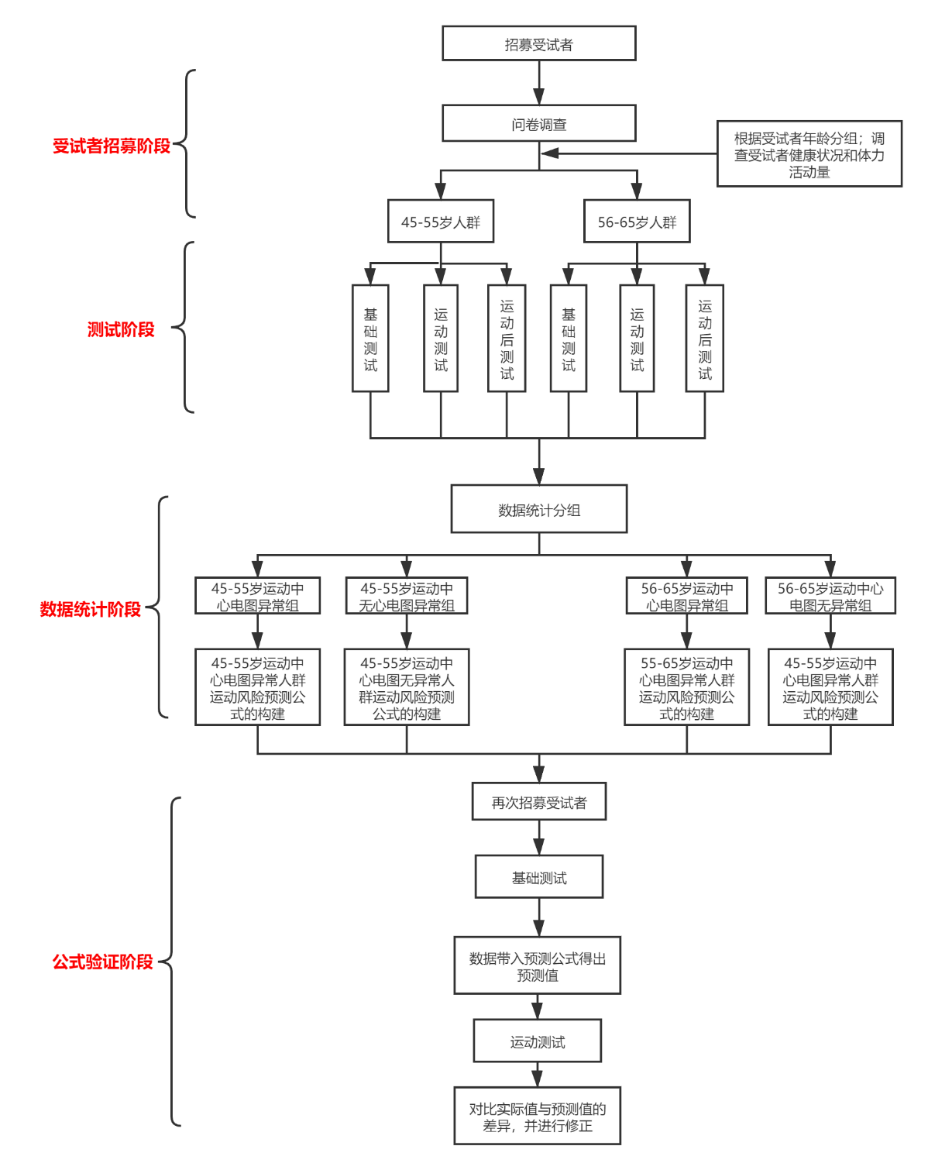 招募受试者
受试者招募阶段
问卷调查
根据受试者年龄分组；调
查受试者健康状况和体力
活动量
45-55岁人群
56-65岁人群
测试阶段
基础测试
运动测试
运动后测试
基础测试
运动测试
运动后测试
数据统计分组
数据统计阶段
45-55岁运动中
心电图异常组
45-55岁运动中
无心电图异常组
56-65岁运动中
心电图异常组
56-65岁运动中心
电图无异常组
45-55岁运动中
心电图异常人群
运动风险预测公
式的构建
45-55岁运动中
心电图无异常人
群运动风险预测
公式的构建
55-65岁运动中
心电图异常人群
运动风险预测公
式的构建
45-55岁运动中
心电图异常人群
运动风险预测公
式的构建
再次招募受试者
基础测试
公式验证阶段
数据带入预测公式得出
预测值
运动测试
对比实际值与预测值的
差异，并进行修正